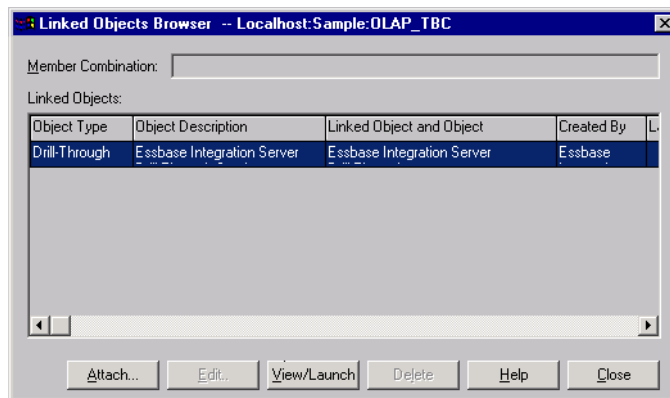 Linked Objects Browser -- Localhost:Sample:OLAP_TBC
Member Combination:
Linked Objects:
Object Type Object Description Linked Object and Object Created By
Drill-Through Essbase Integration Server Essbase Integration Server Essbase
Attach... Edit.. View/Launch Delete Help Close